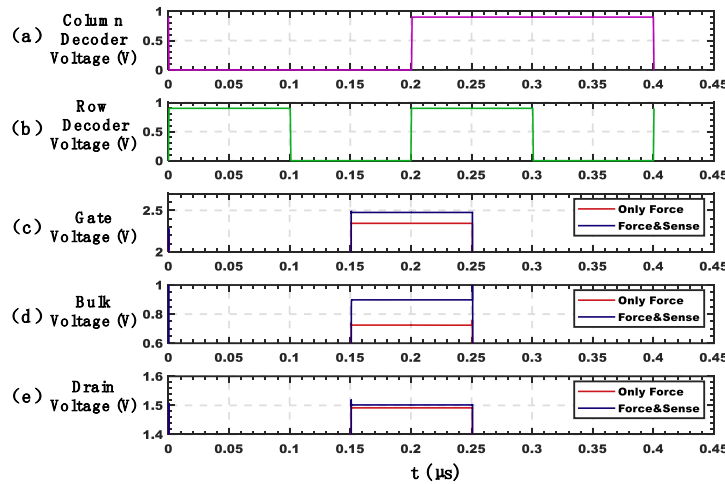 (a) Column Decoder Voltage (V)
1
0.5
0
0 0.05 0.1 0.15 0.2 0.25 0.3 0.35 0.4 0.45
(b) Row Decoder Voltage (V)
1
0.5
0
0 0.05 0.1 0.15 0.2 0.25 0.3 0.35 0.4 0.45
(c) Gate Voltage (V)
2.5
2
Only Force
Force&Sense
0 0.05 0.1 0.15 0.2 0.25 0.3 0.35 0.4 0.45
(d) Bulk Voltage (V)
1
0.8
0.6
Only Force
Force&Sense
0 0.05 0.1 0.15 0.2 0.25 0.3 0.35 0.4 0.45
(e) Drain Voltage (V)
1.6
1.5
1.4
Only Force
Force&Sense
0 0.05 0.1 0.15 0.2 0.25 0.3 0.35 0.4 0.45
t (μs)